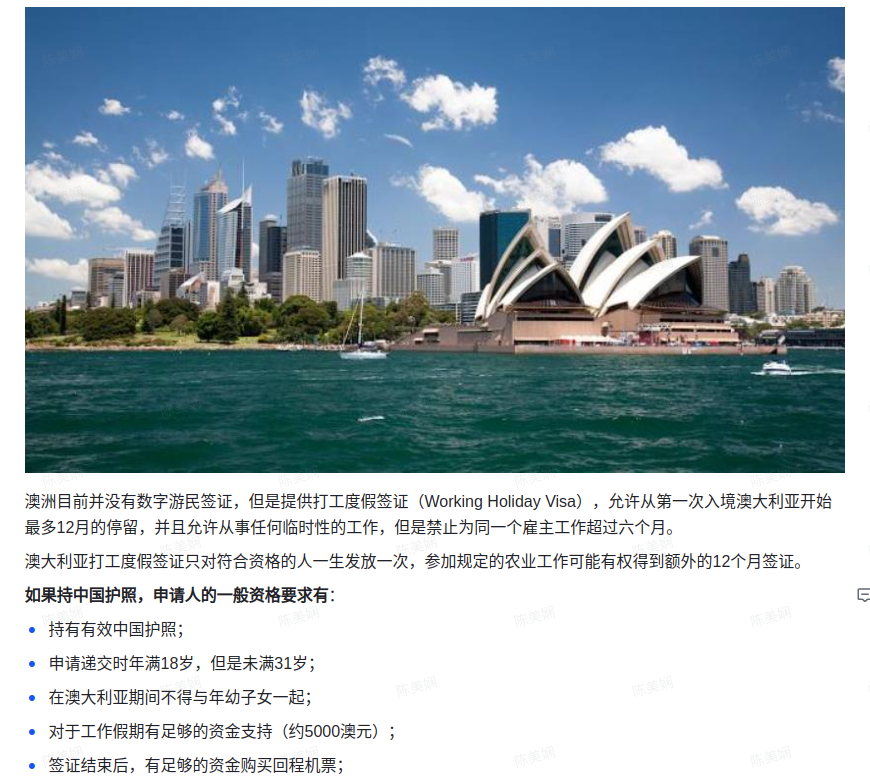 澳洲目前并没有数字游民签证，但是提供打工度假签证（Working Holiday Visa），允许从第一次入境澳大利亚开始
最多12月的停留，并且允许从事任何临时性的工作，但是禁止为同一个雇主工作超过六个月。
澳大利亚打工度假签证只对符合资格的人一生发放一次，参加规定的农业工作可能有权得到额外的12个月签证。
如果持中国护照，申请人的一般资格要求有：
持有有效中国护照；
申请递交时年满18岁，但是未满31岁；
在澳大利亚期间不得与年幼子女一起；
对于工作假期有足够的资金支持（约5000澳元）；
签证结束后，有足够的资金购买回程机票；